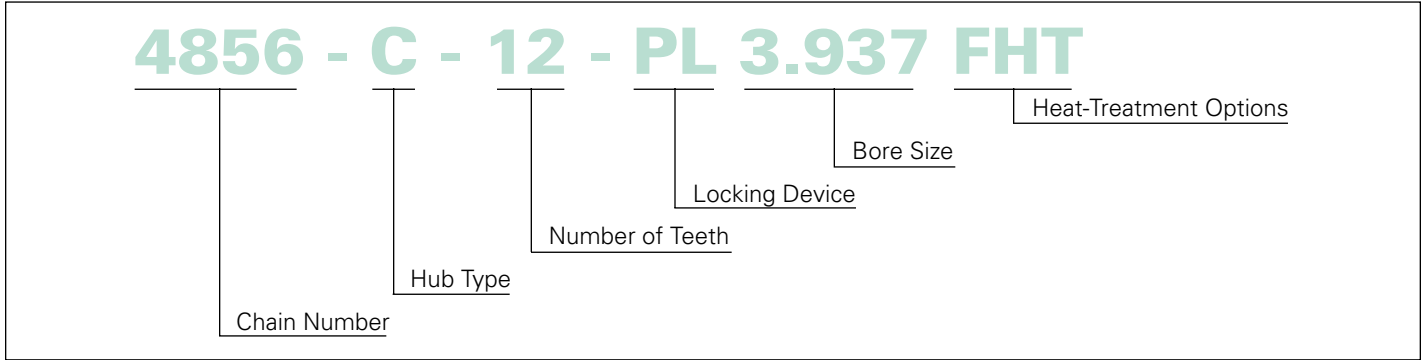 4856 - C - 12 - PL 3.937 FHT
Heat-Treatment Options
Bore Size
Locking Device
Number of Teeth
Hub Type
Chain Number